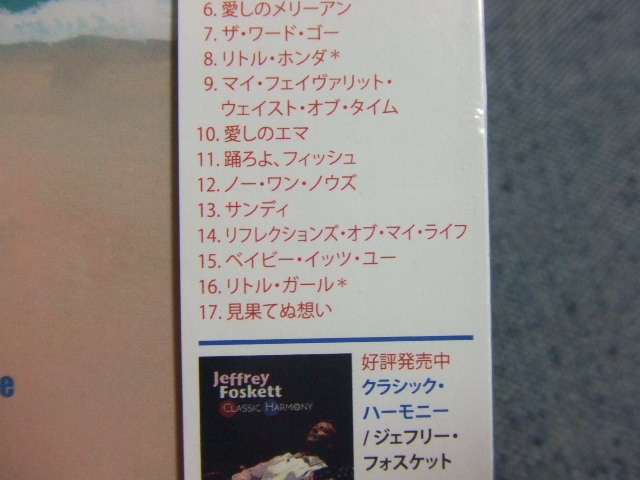 6. 愛しのメリーアン
7. ザ・ワード・ゴー
8. リトル・ホンダ*
9. マイ・フェイヴァリット・
ウェイスト・オブ・タイム
10. 愛しのエマ
11. 踊ろよ、フィッシュ
12. ノー・ワン・ノウズ
13. サンディ
14. リフレクションズ・オブ・マイ・ライフ
15. ベイビー・イッツ・ユー
16. リトル・ガール*
17. 見果てぬ想い
Jeffrey
Foskett
CLASSIC HARMONY
好評発売中
クラシック・
ハーモニー
/ジェフリー・
フォスケット
e